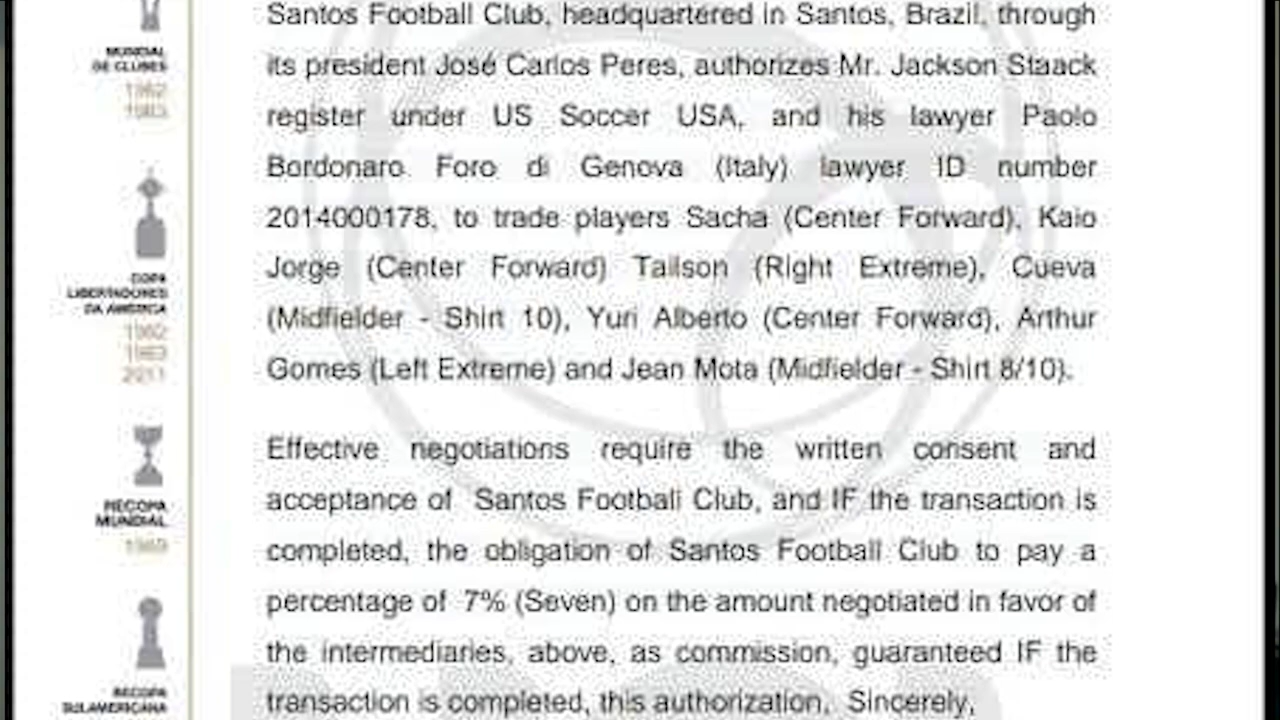 MUNDIAL
DE CLUBES
1962
1963
COPA
LIBERTADORES
DA AMÉRICA
1962
1963
2011
RECOPA
MUNDIAL
1969
RECOPA
SULAMERICANA
Santos Football Club, headquartered in Santos, Brazil, through
its president José Carlos Peres, authorizes Mr. Jackson Staack
register under US Soccer USA, and his lawyer Paolo
Bordonaro Foro di Genova (Italy) lawyer ID number
2014000178, to trade players Sacha (Center Forward), Kaio
Jorge (Center Forward) Tailson (Right Extreme), Cueva
(Midfielder - Shirt 10), Yuri Alberto (Center Forward), Arthur
Gomes (Left Extreme) and Jean Mota (Midfielder - Shirt 8/10).
Effective negotiations require the written consent and
acceptance of Santos Football Club, and IF the transaction is
completed, the obligation of Santos Football Club to pay a
percentage of 7% (Seven) on the amount negotiated in favor of
the intermediaries, above, as commission, guaranteed IF the
transaction is completed, this authorization. Sincerely,